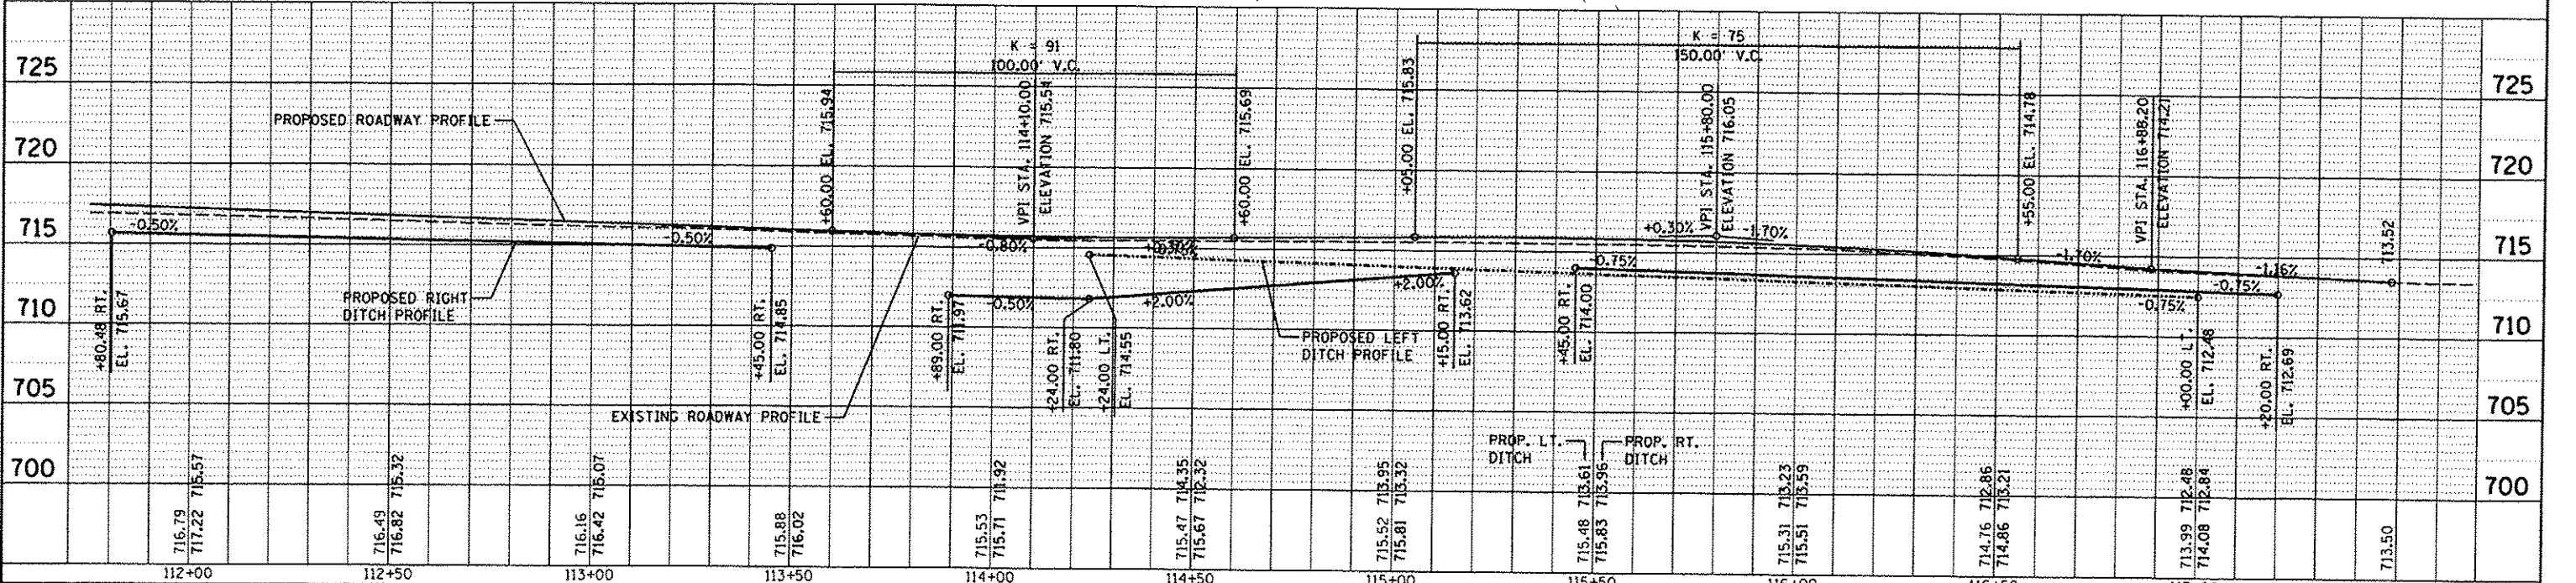 K = 91
100.00' V.C.
K = 75
150.00' V.C.
725
725
720
720
715
715
710
710
705
705
700
700
PROPOSED ROADWAY PROFILE
+60.00 EL. 715.94
VPI STA. 114+10.00
ELEVATION 715.54
+60.00 EL. 715.69
+05.00 EL. 715.83
VPI STA. 115+80.00
ELEVATION 716.05
+55.00 EL. 714.78
VPI STA. 116+88.20
ELEVATION 714.21
713.52
-0.50%
-0.50%
-0.80%
+0.30%
+0.30%
-1.70%
-1.70%
-1.16%
-0.75%
-0.75%
-0.75%
-0.50%
+2.00%
+2.00%
+80.48 RT.
EL. 715.67
PROPOSED RIGHT
DITCH PROFILE
+45.00 RT.
EL. 714.85
+89.00 RT.
EL. 711.97
+24.00 RT.
EL. 711.80
+24.00 LT.
EL. 714.55
PROPOSED LEFT
DITCH PROFILE
+15.00 RT.
EL. 713.62
+45.00 RT.
EL. 714.00
+00.00 LT.
EL. 712.48
+20.00 RT.
EL. 712.69
EXISTING ROADWAY PROFILE
PROP. LT.
DITCH
PROP. RT.
DITCH
716.79
717.22
715.57
716.49
716.82
715.32
716.16
716.42
715.07
715.88
716.02
715.53
715.71
711.92
715.47
715.67
714.35
712.32
715.52
715.81
713.95
713.32
715.48
715.83
713.61
713.96
715.31
715.51
713.23
713.59
714.76
714.86
712.86
713.21
713.99
714.08
712.48
712.84
713.50
112+00
112+50
113+00
113+50
114+00
114+50
115+00
115+50